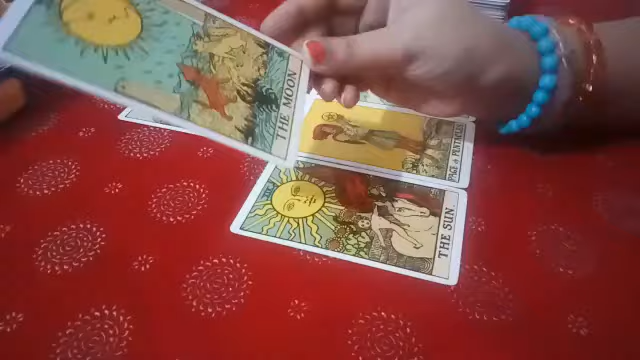 THE MOON
PAGE of PENTACLES
THE SUN